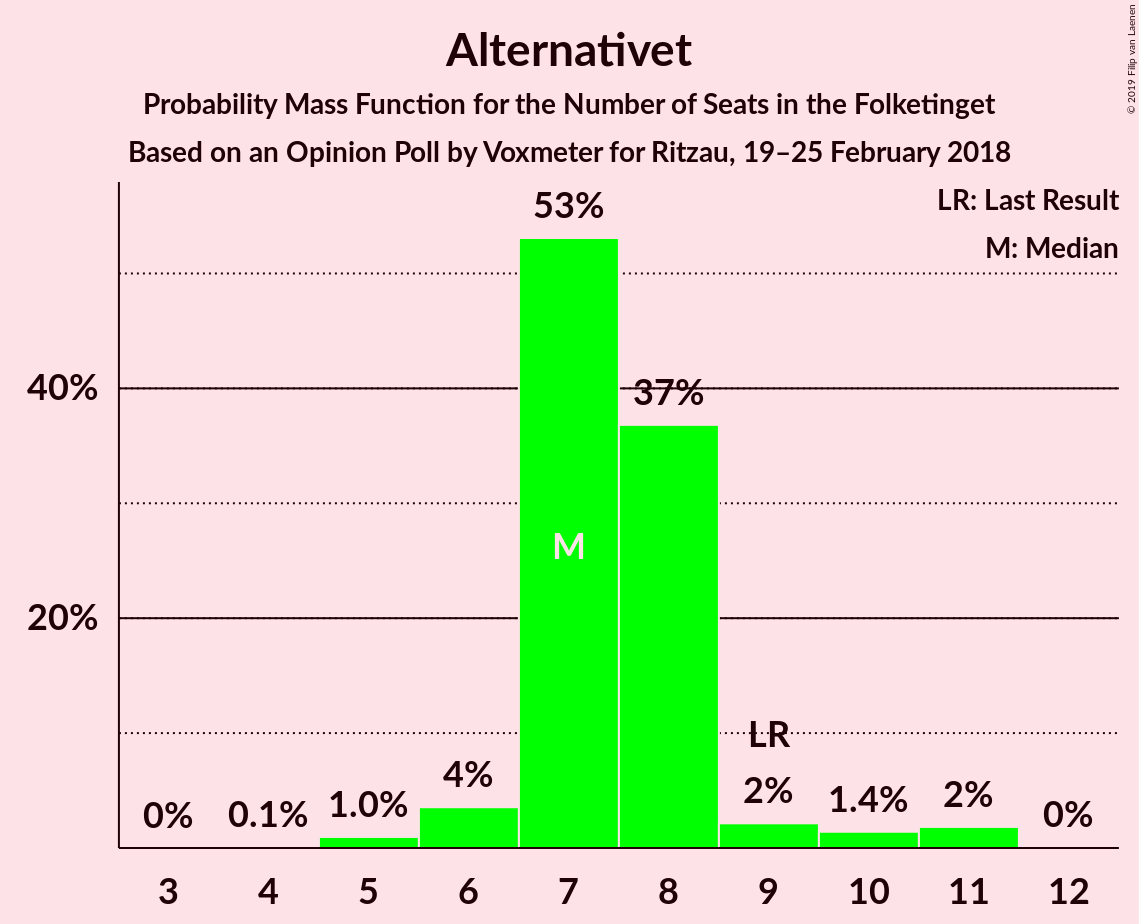 Alternativet
Probability Mass Function for the Number of Seats in the Folketinget
Based on an Opinion Poll by Voxmeter for Ritzau, 19–25 February 2018
© 2019 Filip van Laenen
LR: Last Result
M: Median
53%
40%
37%
M
20%
LR
0%
0.1%
1.0%
4%
2%
1.4%
2%
0%
3 4 5 6 7 8 9 10 11 12